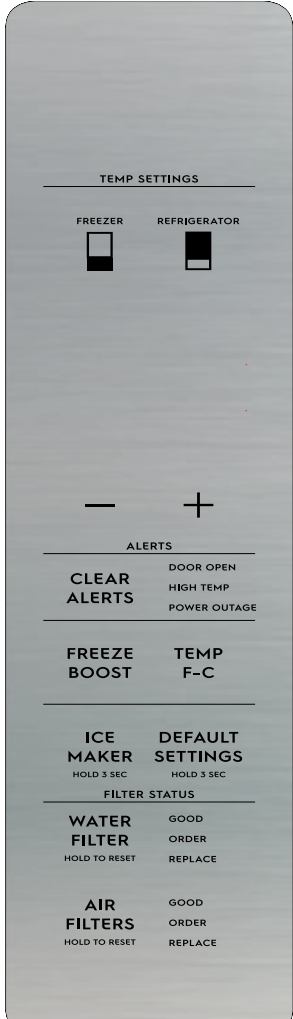 TEMP SETTINGS
FREEZER REFRIGERATOR
− +
ALERTS
CLEAR
ALERTS
DOOR OPEN
HIGH TEMP
POWER OUTAGE
FREEZE
BOOST
TEMP
F-C
ICE
MAKER
HOLD 3 SEC
DEFAULT
SETTINGS
HOLD 3 SEC
FILTER STATUS
WATER
FILTER
HOLD TO RESET
GOOD
ORDER
REPLACE
AIR
FILTERS
HOLD TO RESET
GOOD
ORDER
REPLACE